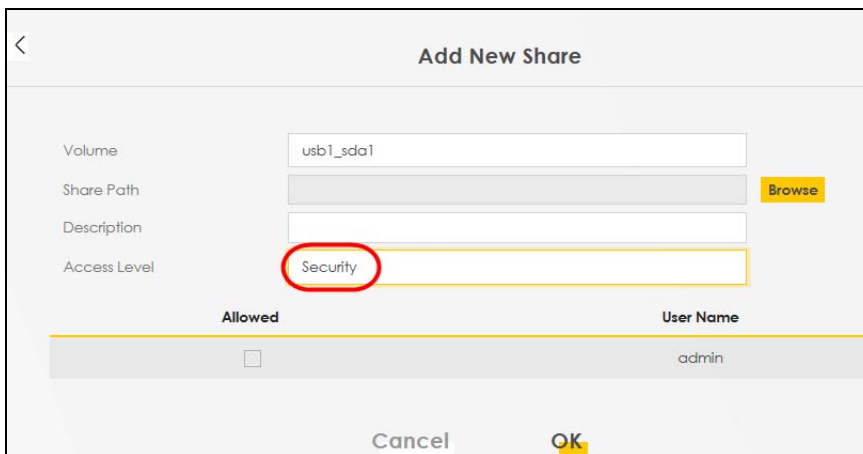 Add New Share
Volume usb1_sda1
Share Path Browse
Description
Access Level Security
Allowed User Name
admin
Cancel OK